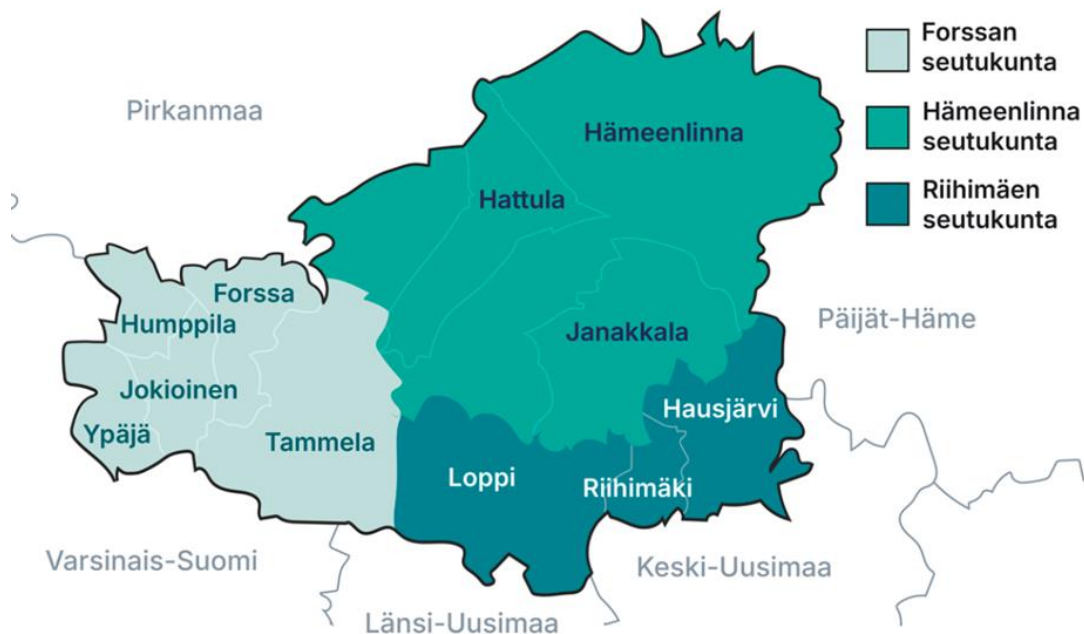 Forssan
seutukunta
Hämeenlinna
seutukunta
Riihimäen
seutukunta
Pirkanmaa
Hämeenlinna
Hattula
Forssa
Humppila
Janakkala
Päijät-Häme
Jokioinen
Hausjärvi
Ypäjä
Tammela
Loppi
Riihimäki
Varsinais-Suomi
Keski-Uusimaa
Länsi-Uusimaa